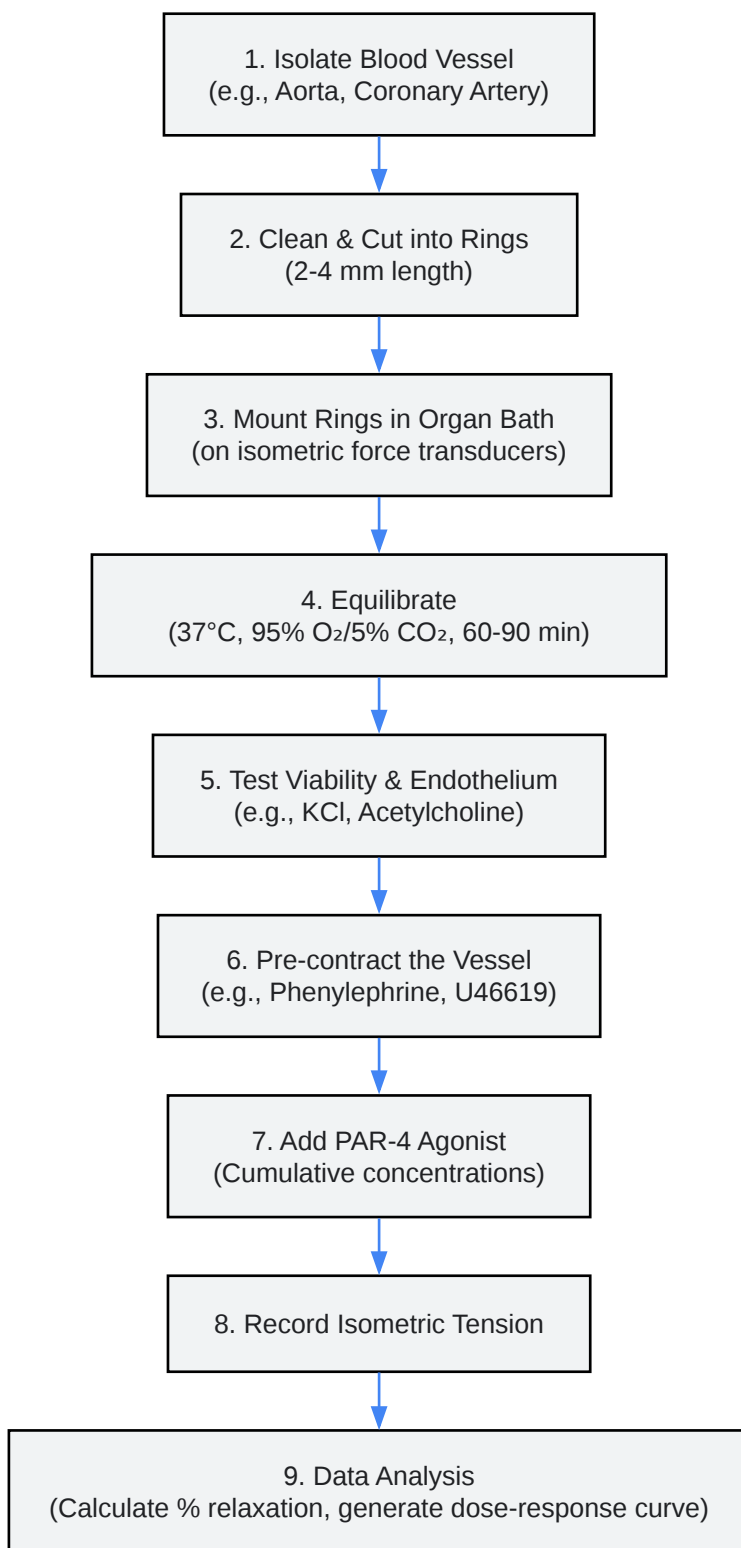 1. Isolate Blood Vessel
(e.g., Aorta, Coronary Artery)
2. Clean & Cut into Rings
(2-4 mm length)
3. Mount Rings in Organ Bath
(on isometric force transducers)
4. Equilibrate
(37°C, 95% O₂/5% CO₂, 60-90 min)
5. Test Viability & Endothelium
(e.g., KCl, Acetylcholine)
6. Pre-contract the Vessel
(e.g., Phenylephrine, U46619)
7. Add PAR-4 Agonist
(Cumulative concentrations)
8. Record Isometric Tension
9. Data Analysis
(Calculate % relaxation, generate dose-response curve)